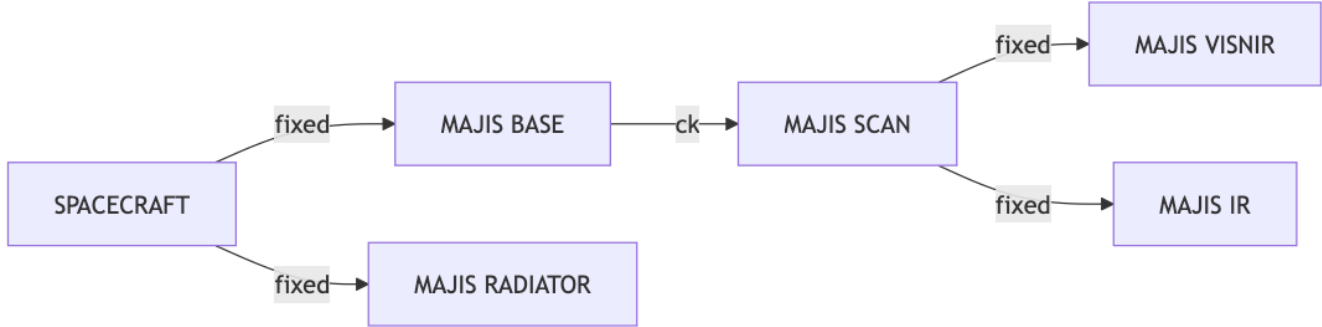 SPACECRAFT
fixed
MAJIS BASE
ck
MAJIS SCAN
fixed
MAJIS VISNIR
fixed
MAJIS IR
fixed
MAJIS RADIATOR